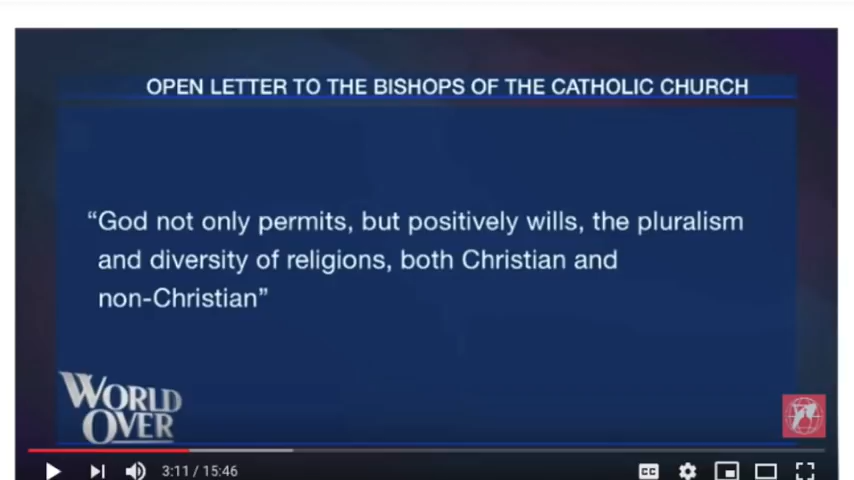 OPEN LETTER TO THE BISHOPS OF THE CATHOLIC CHURCH
“God not only permits, but positively wills, the pluralism
and diversity of religions, both Christian and
non-Christian”
WORLD
OVER
3:11 / 15:46
CC